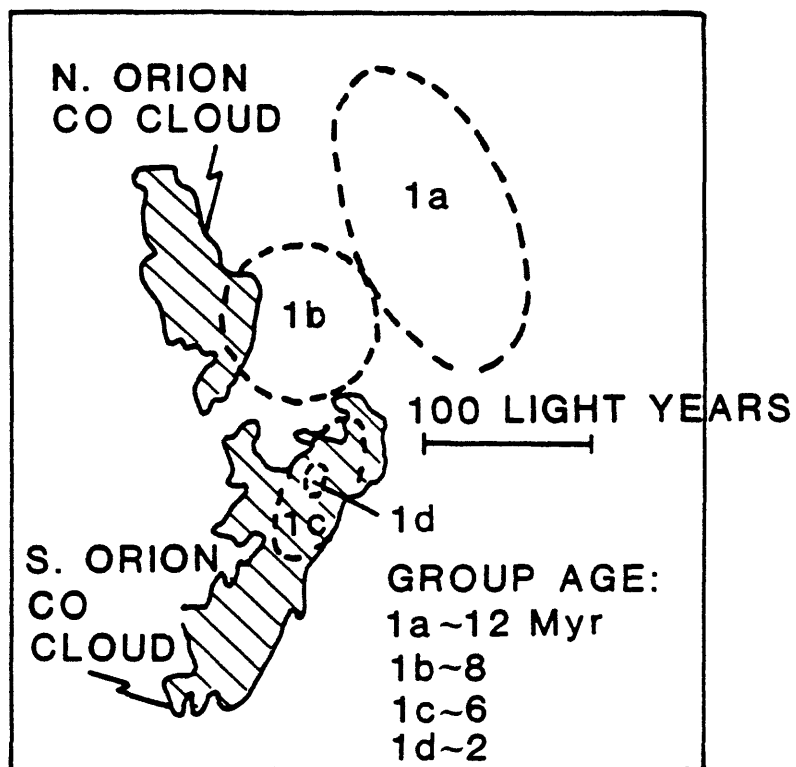 N. ORION
CO CLOUD
1a
1b
100 LIGHT YEARS
1c
1d
S. ORION
CO
CLOUD
GROUP AGE:
1a~12 Myr
1b~8
1c~6
1d~2